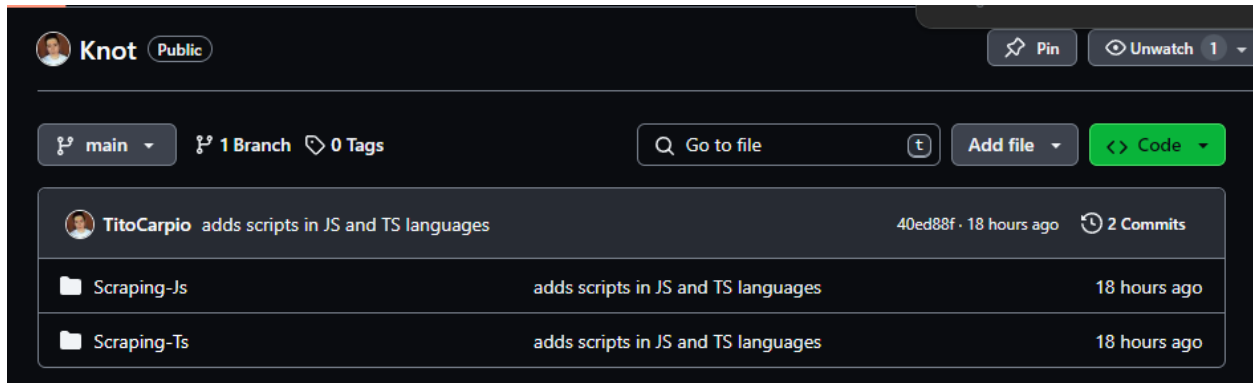 Knot Public
Pin
Unwatch 1
main
1 Branch
0 Tags
Go to file
t
Add file
<> Code
TitoCarpio adds scripts in JS and TS languages
40ed88f · 18 hours ago
2 Commits
Scraping-Js adds scripts in JS and TS languages 18 hours ago
Scraping-Ts adds scripts in JS and TS languages 18 hours ago